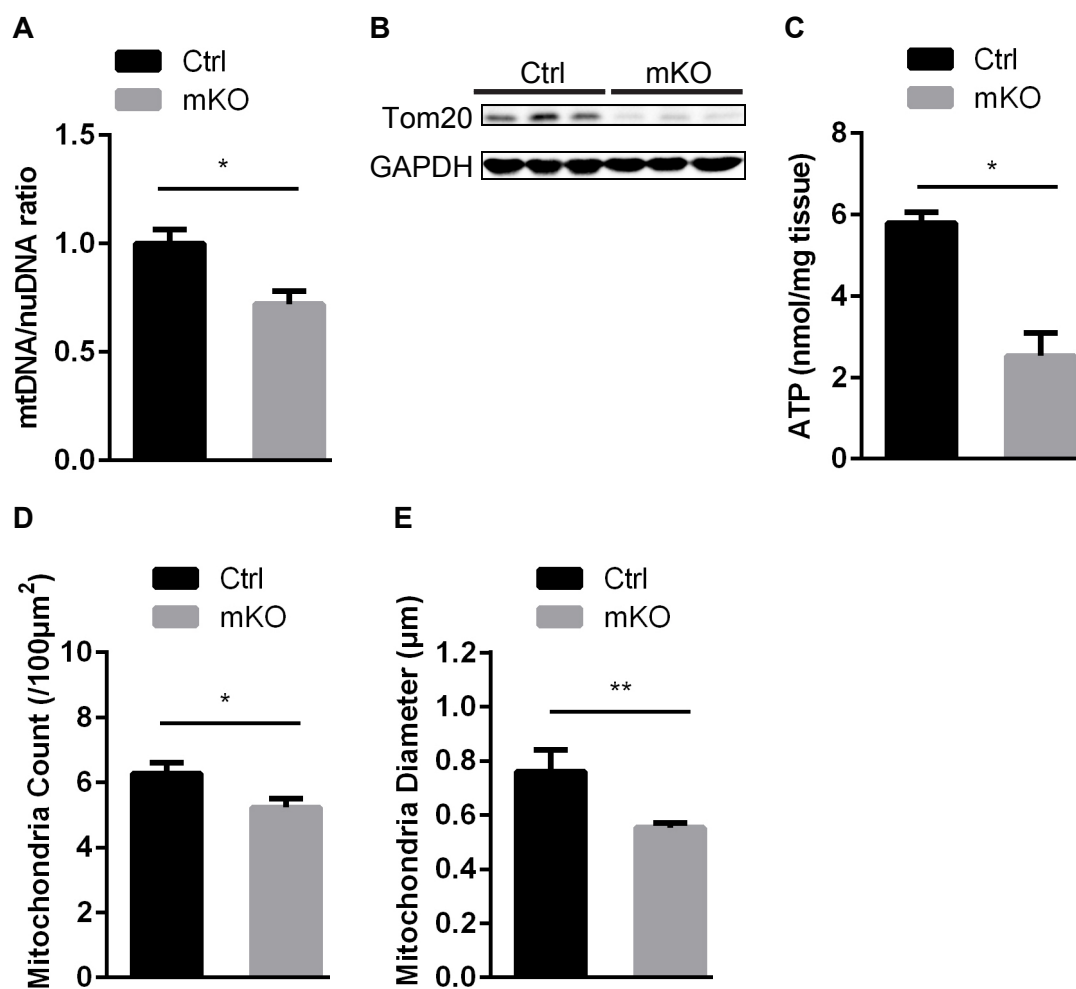 A
Ctrl
mKO
mtDNA/nuDNA ratio
1.5
1.0
0.5
0.0
*
B
Ctrl mKO
Tom20
GAPDH
C
Ctrl
mKO
ATP (nmol/mg tissue)
8
6
4
2
0
*
D
Ctrl
mKO
Mitochondria Count (/100µm²)
10
8
6
4
2
0
*
E
Ctrl
mKO
Mitochondria Diameter (µm)
1.2
1.0
0.8
0.6
0.4
0.2
0.0
**